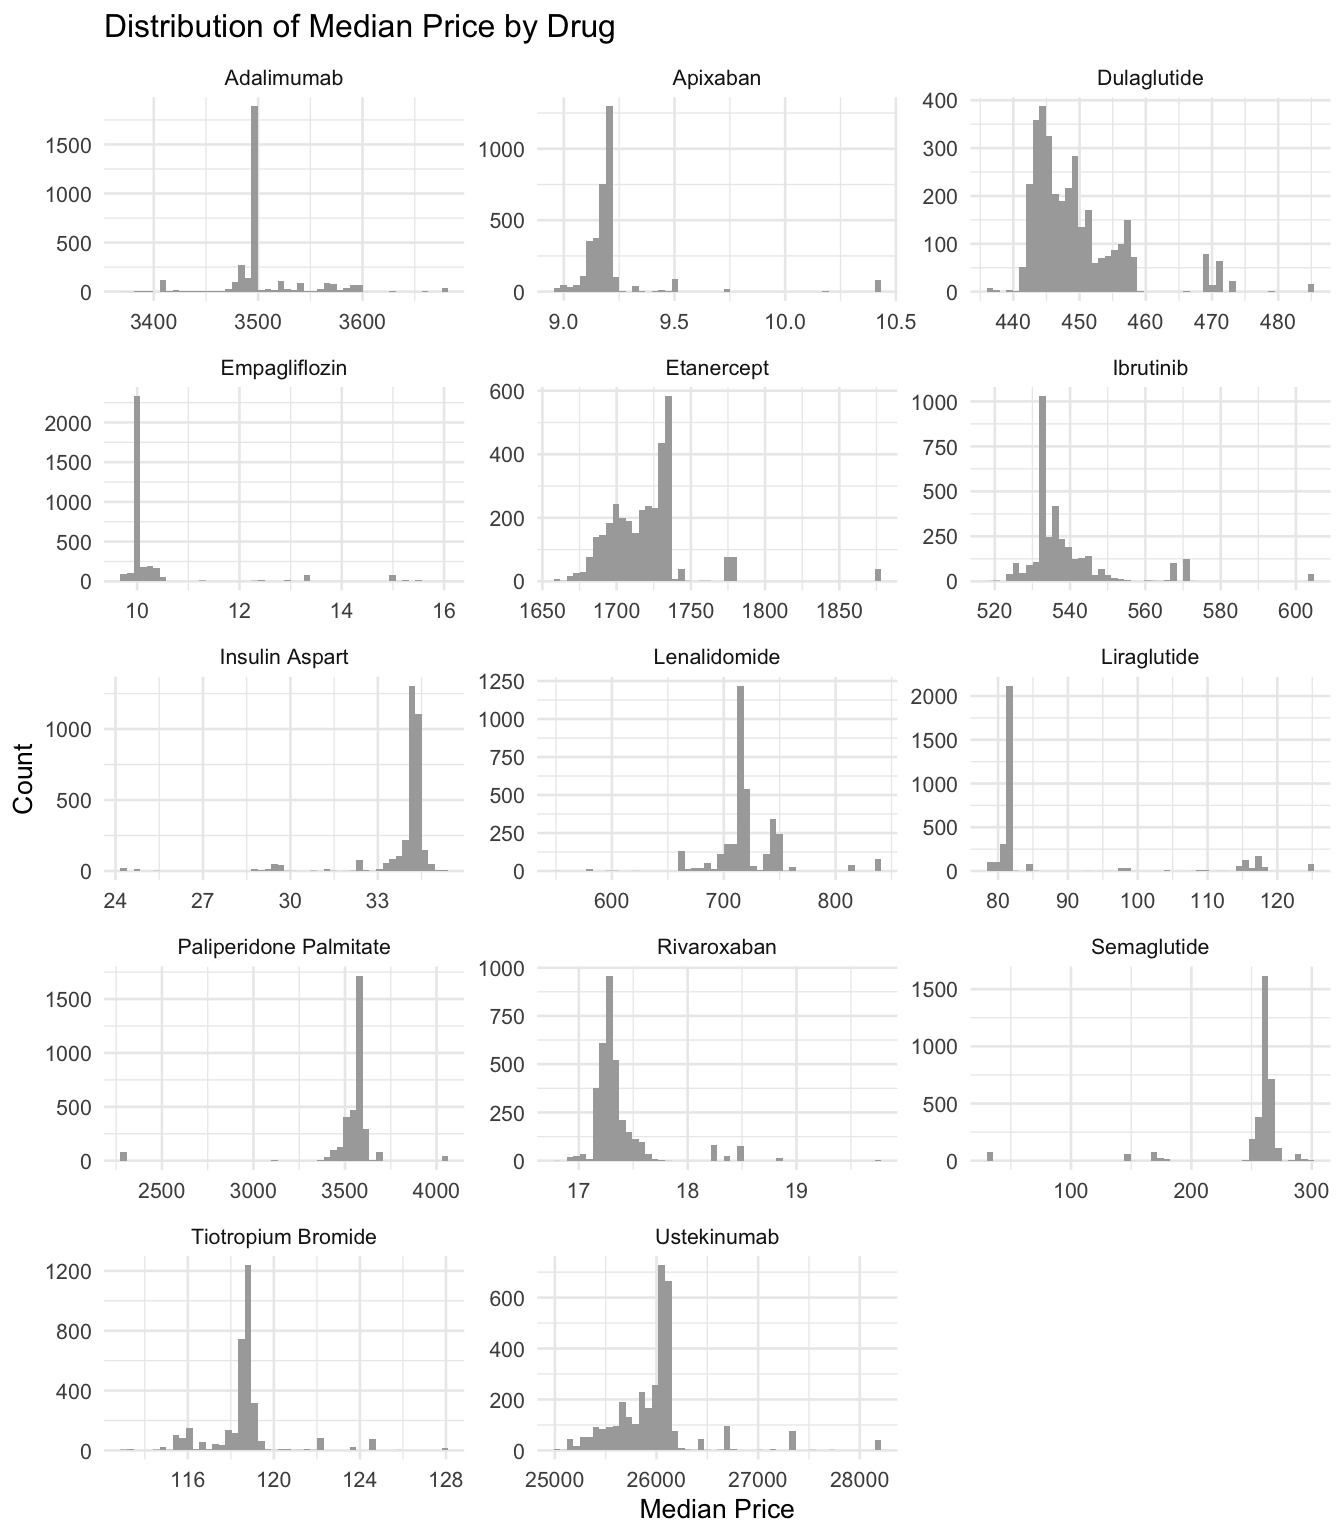 Distribution of Median Price by Drug
Adalimumab
1500
1000
500
0
3400 3500 3600
Apixaban
1000
500
0
9.0 9.5 10.0 10.5
Dulaglutide
400
300
200
100
0
440 450 460 470 480
Empagliflozin
2000
1500
1000
500
0
10 12 14 16
Etanercept
600
400
200
0
1650 1700 1750 1800 1850
Ibrutinib
1000
750
500
250
0
520 540 560 580 600
Insulin Aspart
1000
500
0
24 27 30 33
Lenalidomide
1250
1000
750
500
250
0
600 700 800
Liraglutide
2000
1500
1000
500
0
80 90 100 110 120
Paliperidone Palmitate
1500
1000
500
0
2500 3000 3500 4000
Rivaroxaban
1000
750
500
250
0
17 18 19
Semaglutide
1500
1000
500
0
100 200 300
Tiotropium Bromide
1200
800
400
0
116 120 124 128
Ustekinumab
600
400
200
0
25000 26000 27000 28000
Count
Median Price